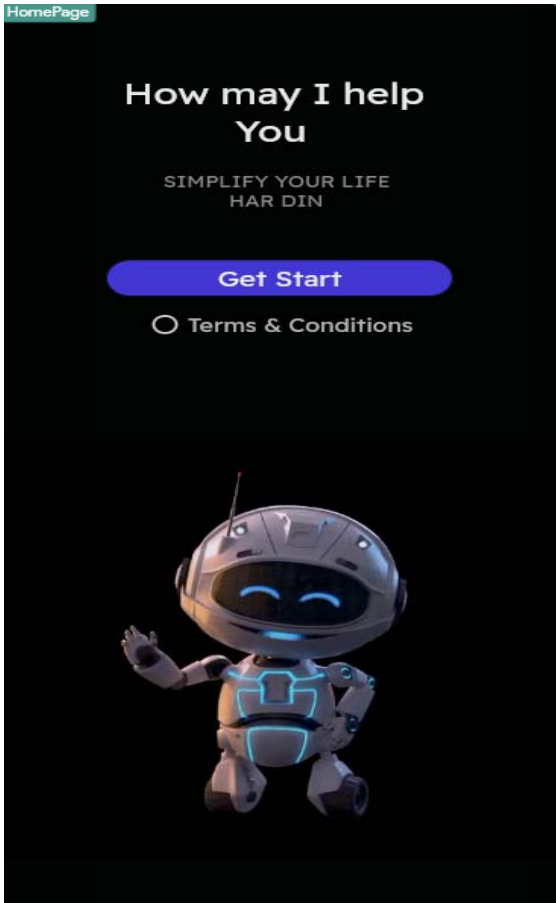 HomePage
How may I help
You
SIMPLIFY YOUR LIFE
HAR DIN
Get Start
Terms & Conditions